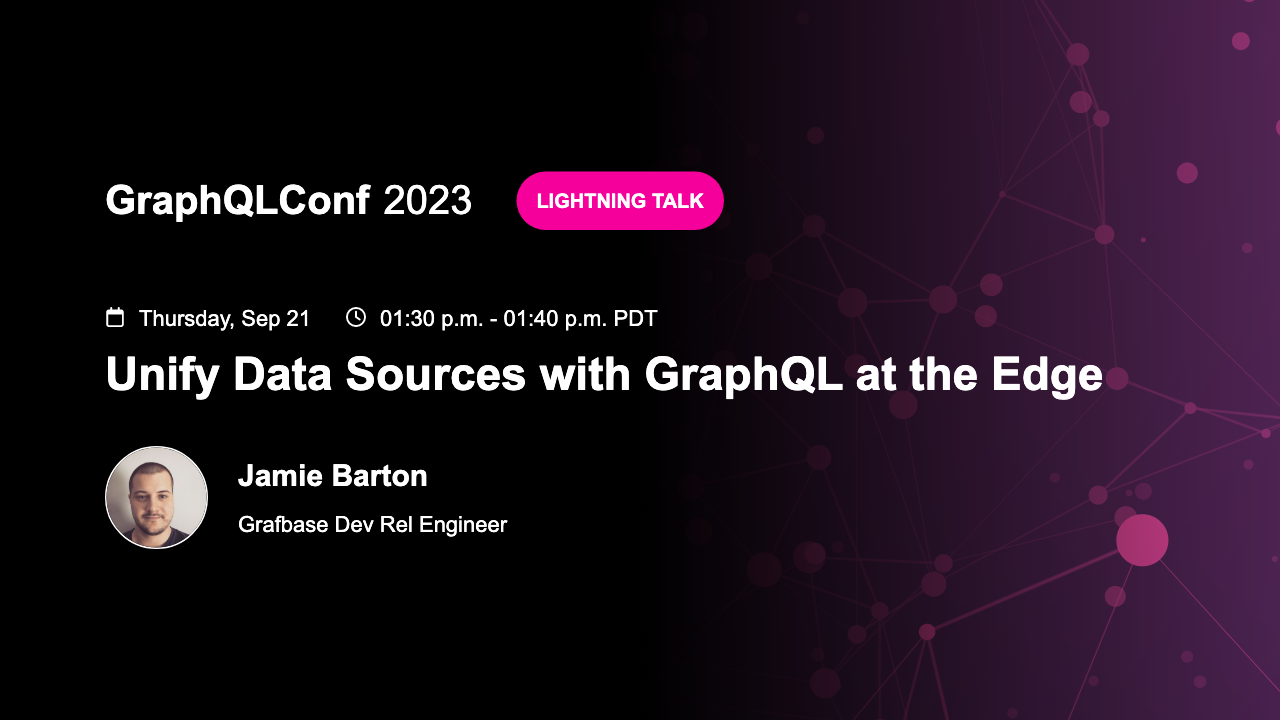 GraphQLConf 2023
LIGHTNING TALK
Thursday, Sep 21
01:30 p.m. - 01:40 p.m. PDT
Unify Data Sources with GraphQL at the Edge
Jamie Barton
Grafbase Dev Rel Engineer